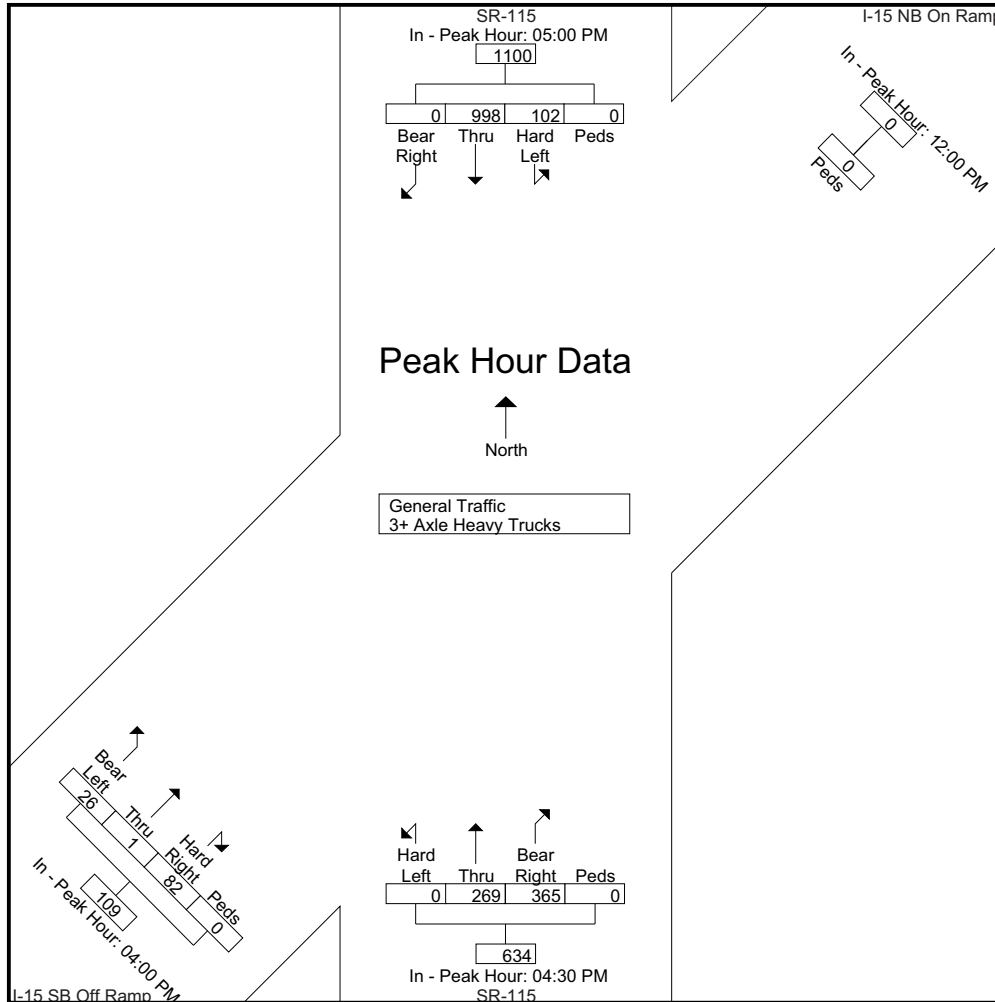 SR-115
In - Peak Hour: 05:00 PM
1100
0 998 102 0
Bear Right Thru Hard Left Peds
I-15 NB On Ramp
In - Peak Hour: 12:00 PM
0
0
Peds
Peak Hour Data
North
General Traffic
3+ Axle Heavy Trucks
Bear Left Thru Hard Right Peds
26 1 82 0
109
In - Peak Hour: 04:00 PM
I-15 SB Off Ramp
Hard Left Thru Bear Right Peds
0 269 365 0
634
In - Peak Hour: 04:30 PM
SR-115